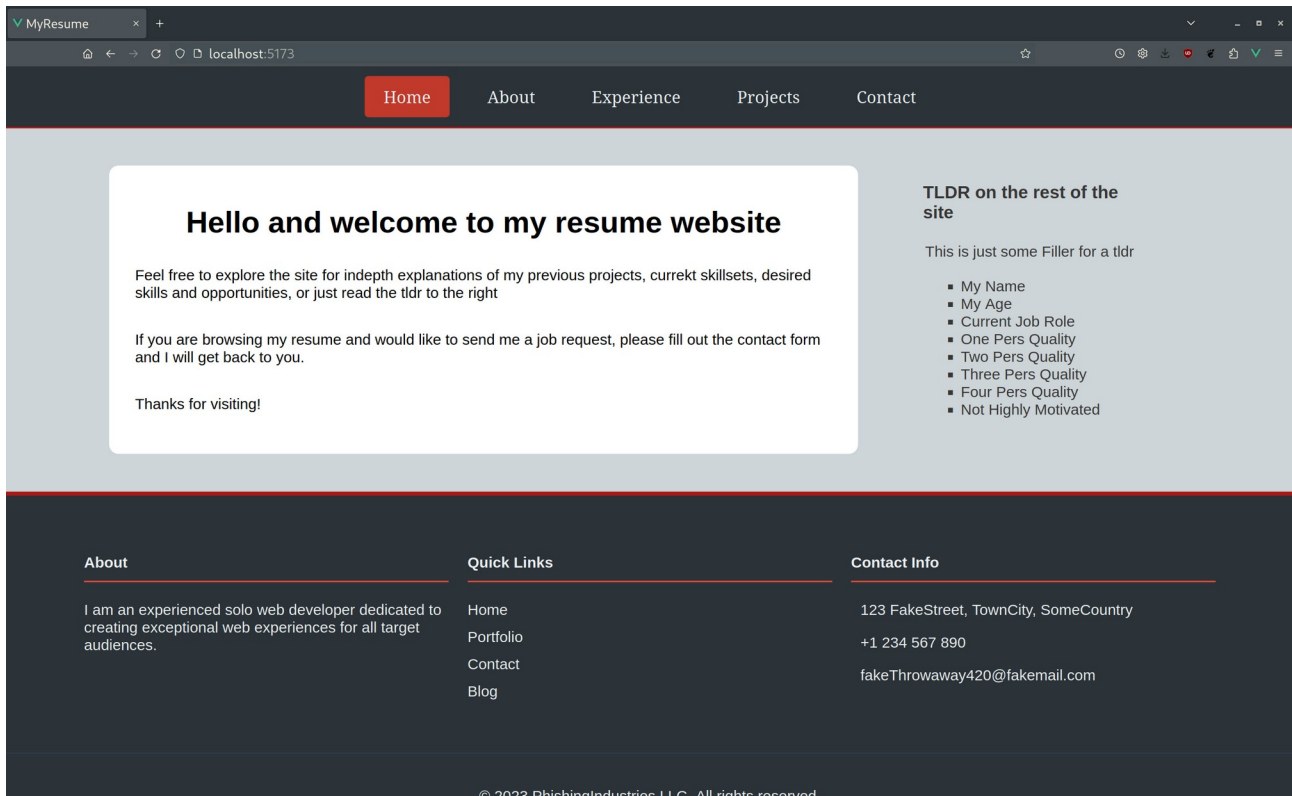 MyResume
localhost:5173
Home About Experience Projects Contact
Hello and welcome to my resume website
Feel free to explore the site for indepth explanations of my previous projects, currekt skillsets, desired
skills and opportunities, or just read the tldr to the right
If you are browsing my resume and would like to send me a job request, please fill out the contact form
and I will get back to you.
Thanks for visiting!
TLDR on the rest of the
site
This is just some Filler for a tldr
My Name
My Age
Current Job Role
One Pers Quality
Two Pers Quality
Three Pers Quality
Four Pers Quality
Not Highly Motivated
About
I am an experienced solo web developer dedicated to
creating exceptional web experiences for all target
audiences.
Quick Links
Home
Portfolio
Contact
Blog
Contact Info
123 FakeStreet, TownCity, SomeCountry
+1 234 567 890
fakeThrowaway420@fakemail.com
© 2023 PhishingIndustries LLC. All rights reserved